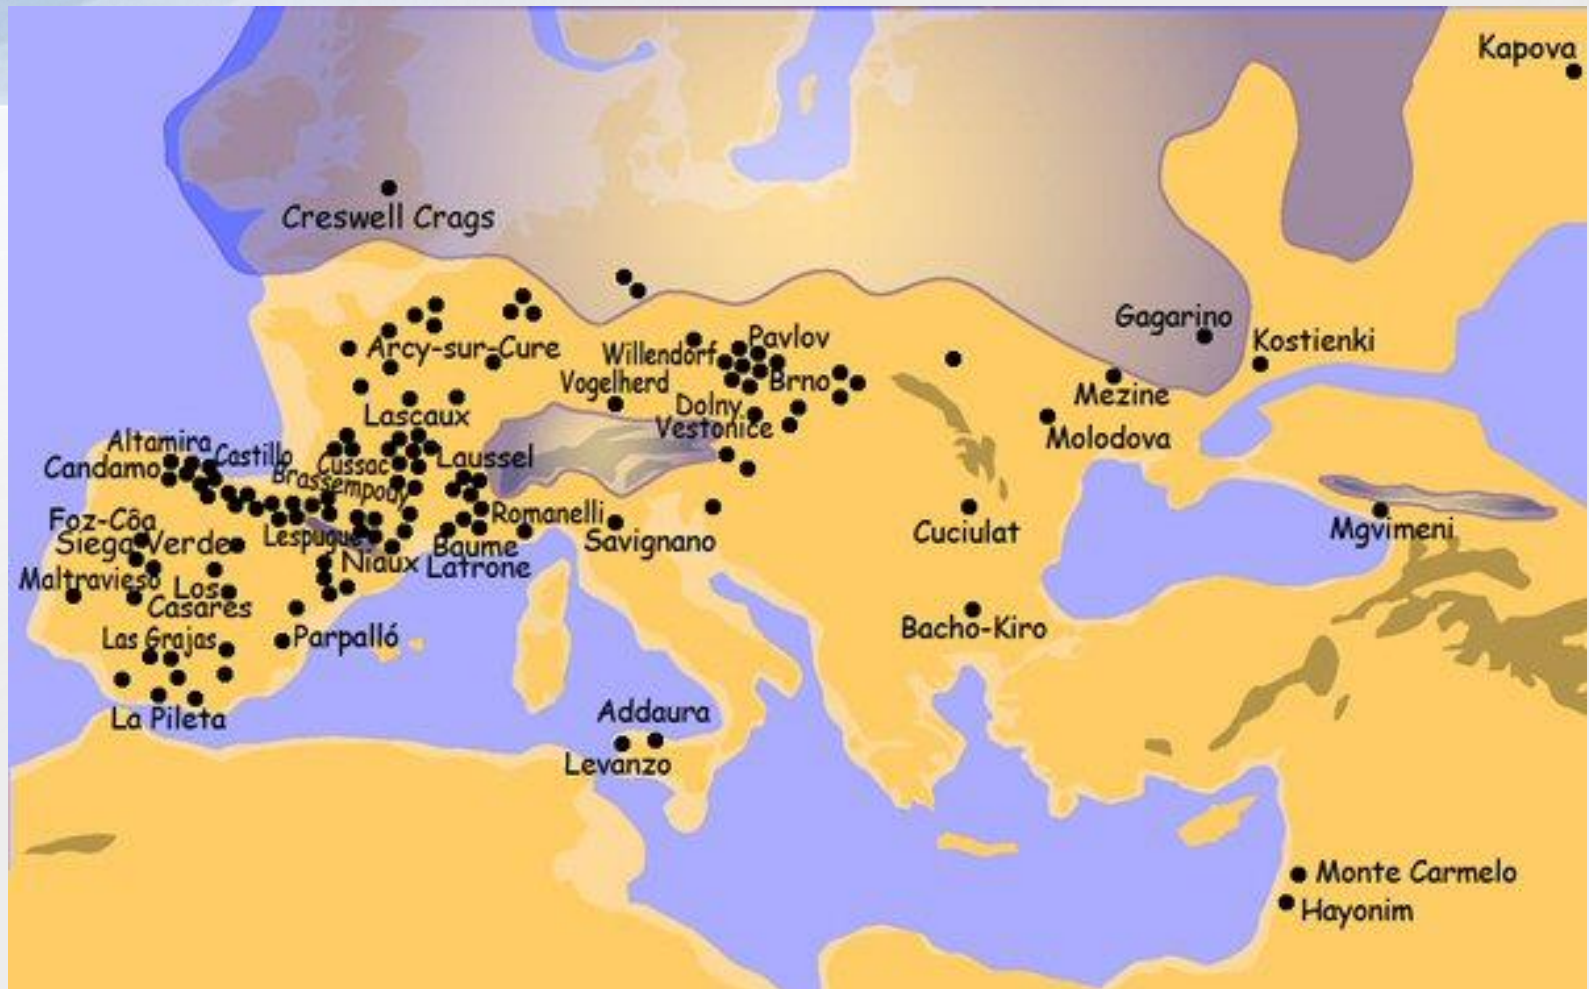 Kapova
Creswell Crags
Gagarino
Kostienki
Pavlov
Arcy-sur-Cure
Willendorf
Vogelherd
Brno
Mezine
Dolny
Vestonice
Lascaux
Molodova
Altamira
Castillo
Candamo
Cussac
Laussel
Brassempouy
Romanelli
Foz-Côa
Siega Verde
Lespugue
Savignano
Cuciulat
Mgvimeni
Baume
Latrone
Niaux
Maltravieso
Los
Casares
Las Grajas
Parpalló
Bacho-Kiro
La Pileta
Addaura
Levanzo
Monte Carmelo
Hayonim